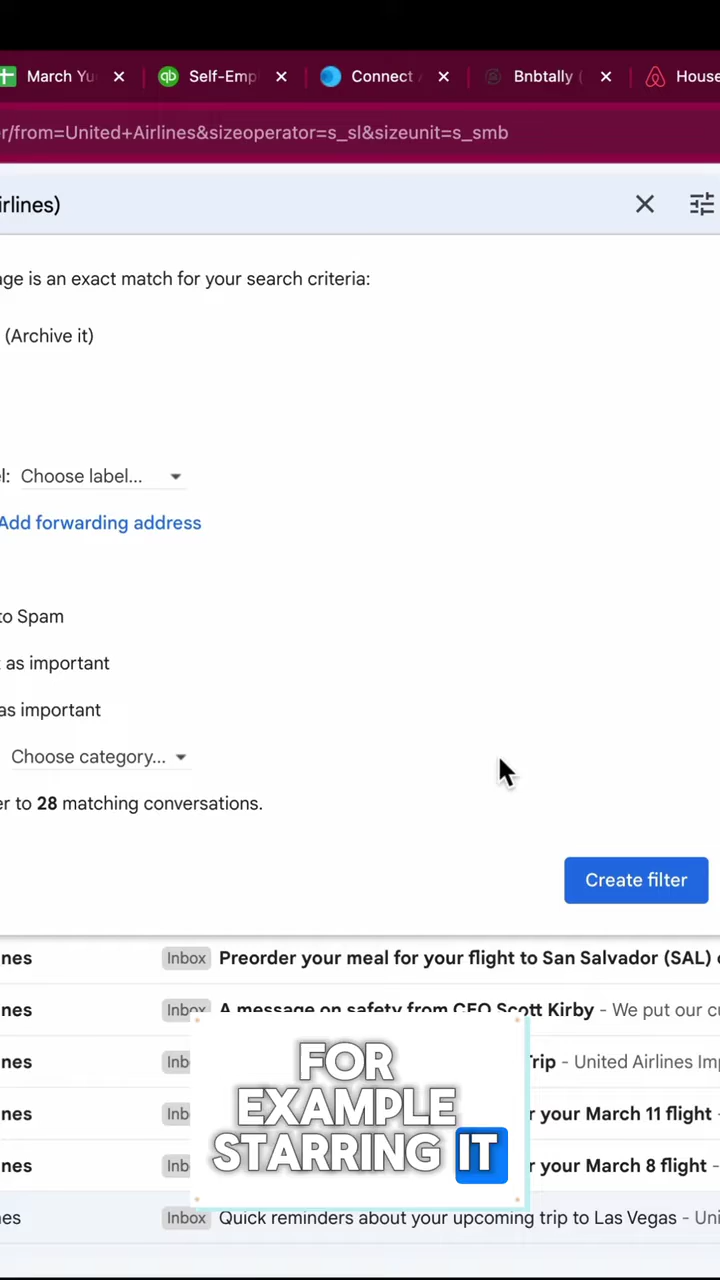 March Yu
Self-Emp
Connect
Bnbtally (
House
r/from=United+Airlines&sizeoperator=s_sl&sizeunit=s_smb
irlines)
age is an exact match for your search criteria:
(Archive it)
el: Choose label...
Add forwarding address
to Spam
t as important
as important
Choose category...
er to 28 matching conversations.
Create filter
nes Inbox Preorder your meal for your flight to San Salvador (SAL) o
nes Inbox A message on safety from CEO Scott Kirby - We put our cu
nes Inb Trip - United Airlines Imp
nes Inb r your March 11 flight -
nes Inb r your March 8 flight -
nes Inbox Quick reminders about your upcoming trip to Las Vegas - Uni
FOR
EXAMPLE
STARRING IT